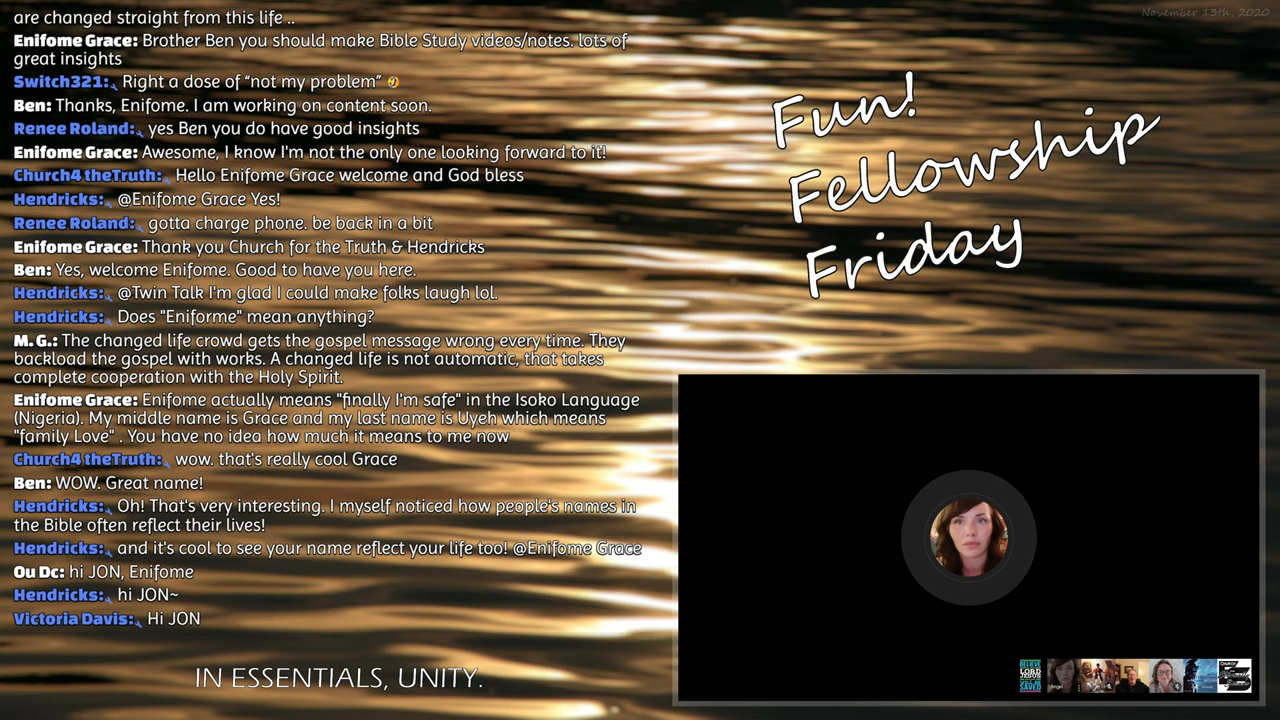 are changed straight from this life ..
Enifome Grace: Brother Ben you should make Bible Study videos/notes. lots of
great insights
Switch321: Right a dose of “not my problem” 🤣
Ben: Thanks, Enifome. I am working on content soon.
Renee Roland: yes Ben you do have good insights
Enifome Grace: Awesome, I know I'm not the only one looking forward to it!
Church4 theTruth: Hello Enifome Grace welcome and God bless
Hendricks: @Enifome Grace Yes!
Renee Roland: gotta charge phone. be back in a bit
Enifome Grace: Thank you Church for the Truth & Hendricks
Ben: Yes, welcome Enifome. Good to have you here.
Hendricks: @Twin Talk I'm glad I could make folks laugh lol.
Hendricks: Does "Eniforme" mean anything?
M. G.: The changed life crowd gets the gospel message wrong every time. They
backload the gospel with works. A changed life is not automatic, that takes
complete cooperation with the Holy Spirit.
Enifome Grace: Enifome actually means "finally I'm safe" in the Isoko Language
(Nigeria). My middle name is Grace and my last name is Uyeh which means
"family Love" . You have no idea how much it means to me now
Church4 theTruth: wow. that's really cool Grace
Ben: WOW. Great name!
Hendricks: Oh! That's very interesting. I myself noticed how people's names in
the Bible often reflect their lives!
Hendricks: and it's cool to see your name reflect your life too! @Enifome Grace
Ou Dc: hi JON, Enifome
Hendricks: hi JON~
Victoria Davis: Hi JON
IN ESSENTIALS, UNITY.
November 13th, 2020
Fun!
Fellowship
Friday
BELIEVE
LORD
JESUS
SAVED
Angel
CHURCH